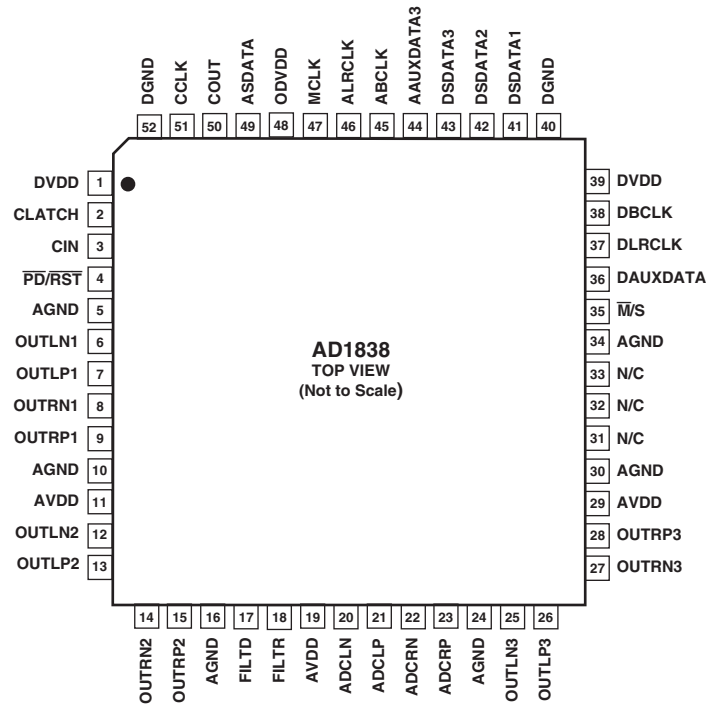 DGND
CCLK
COUT
ASDATA
ODVDD
MCLK
ALRCLK
ABCLK
AAUXDATA3
DSDATA3
DSDATA2
DSDATA1
DGND
52 51 50 49 48 47 46 45 44 43 42 41 40
DVDD 1
CLATCH 2
CIN 3
P̅D̅/R̅S̅T̅ 4
AGND 5
OUTLN1 6
OUTLP1 7
OUTRN1 8
OUTRP1 9
AGND 10
AVDD 11
OUTLN2 12
OUTLP2 13
AD1838
TOP VIEW
(Not to Scale)
39 DVDD
38 DBCLK
37 DLRCLK
36 DAUXDATA
35 M̅/S
34 AGND
33 N/C
32 N/C
31 N/C
30 AGND
29 AVDD
28 OUTRP3
27 OUTRN3
14 15 16 17 18 19 20 21 22 23 24 25 26
OUTRN2
OUTRP2
AGND
FILTD
FILTR
AVDD
ADCLN
ADCLP
ADCRN
ADCRP
AGND
OUTLN3
OUTLP3